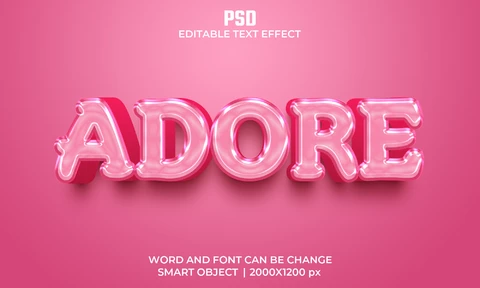 PSD
EDITABLE TEXT EFFECT
ADORE
WORD AND FONT CAN BE CHANGE
SMART OBJECT | 2000X1200 px